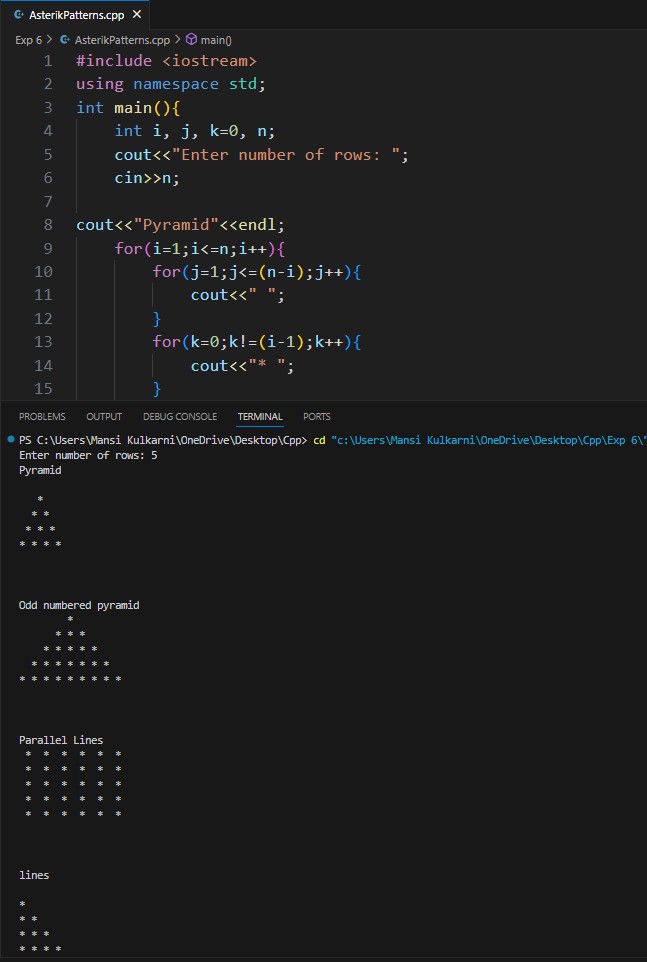 AsterikPatterns.cpp ×
Exp 6 > AsterikPatterns.cpp > main()
1 #include <iostream>
2 using namespace std;
3 int main(){
4     int i, j, k=0, n;
5     cout<<"Enter number of rows: ";
6     cin>>n;
7
8 cout<<"Pyramid"<<endl;
9     for(i=1;i<=n;i++){
10         for(j=1;j<=(n-i);j++){
11             cout<<" ";
12         }
13         for(k=0;k!=(i-1);k++){
14             cout<<"* ";
15         }
PROBLEMS OUTPUT DEBUG CONSOLE TERMINAL PORTS
PS C:\Users\Mansi Kulkarni\OneDrive\Desktop\Cpp> cd "c:\Users\Mansi Kulkarni\OneDrive\Desktop\Cpp\Exp 6\"
Enter number of rows: 5
Pyramid

   *
  * *
 * * *
* * * *

Odd numbered pyramid
        *
      * * *
    * * * * *
  * * * * * * *
* * * * * * * * *

Parallel Lines
 *  *  *  *  *  *
 *  *  *  *  *  *
 *  *  *  *  *  *
 *  *  *  *  *  *
 *  *  *  *  *  *

lines

*
* *
* * *
* * * *